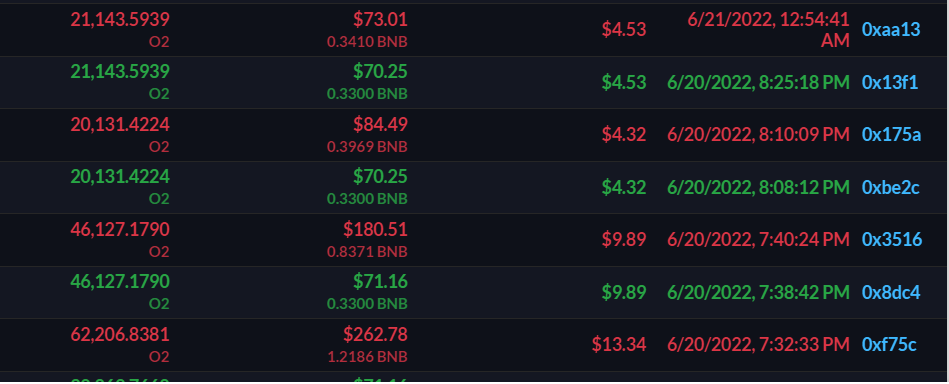 21,143.5939 $73.01 $4.53 6/21/2022, 12:54:41 AM 0xaa13
O2 0.3410 BNB
21,143.5939 $70.25 $4.53 6/20/2022, 8:25:18 PM 0x13f1
O2 0.3300 BNB
20,131.4224 $84.49 $4.32 6/20/2022, 8:10:09 PM 0x175a
O2 0.3969 BNB
20,131.4224 $70.25 $4.32 6/20/2022, 8:08:12 PM 0xbe2c
O2 0.3300 BNB
46,127.1790 $180.51 $9.89 6/20/2022, 7:40:24 PM 0x3516
O2 0.8371 BNB
46,127.1790 $71.16 $9.89 6/20/2022, 7:38:42 PM 0x8dc4
O2 0.3300 BNB
62,206.8381 $262.78 $13.34 6/20/2022, 7:32:33 PM 0xf75c
O2 1.2186 BNB
$71.16